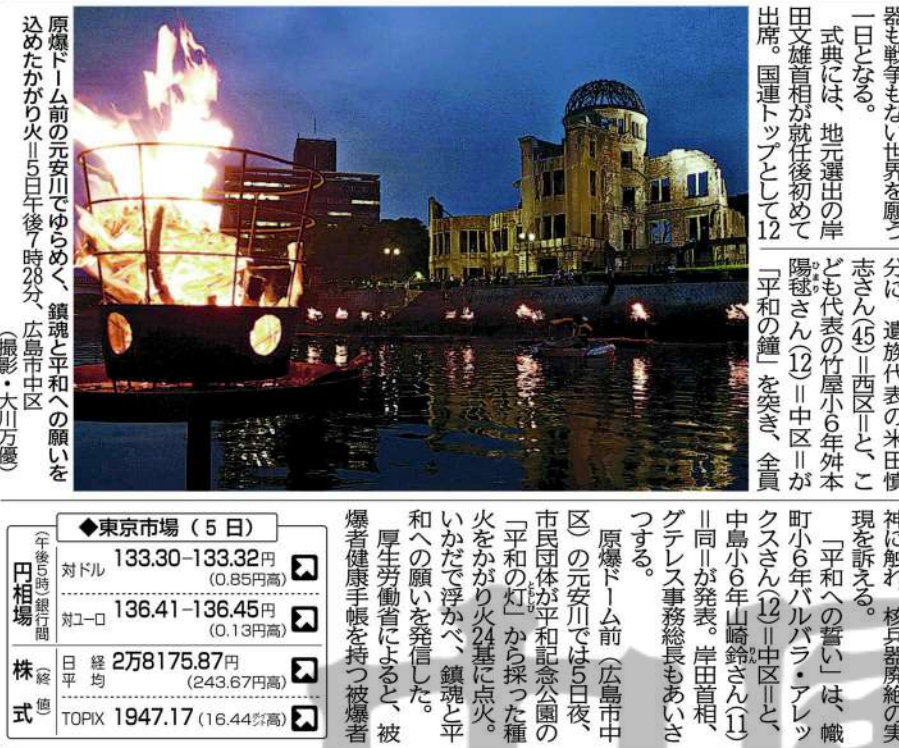 器も戦争もない世界を願う
一日となる。
式典には、地元選出の岸
田文雄首相が就任後初めて
出席。国連トップとして12
分に、遺族代表の米田慎
志さん(45)＝西区＝と、こ
ども代表の竹屋小6年舛本
陽毬さん(12)＝中区＝が
ひまり
「平和の鐘」を突き、全員
原爆ドーム前の元安川でゆらめく、鎮魂と平和への願いを
込めたかがり火＝5日午後7時28分、広島市中区
（撮影・大川万優）
神に触れ、核兵器廃絶の実
現を訴える。
「平和への誓い」は、幟
町小6年バルバラ・アレッ
クスさん(12)＝中区＝と、
中島小6年山崎鈴さん(11)
りん
＝同＝が発表。岸田首相、
グテレス事務総長もあいさ
つする。
原爆ドーム前（広島市中
区）の元安川では5日夜、
市民団体が平和記念公園の
「平和の灯」から採った種
ともしび
火をかがり火24基に点火。
いかだで浮かべ、鎮魂と平
和への願いを発信した。
厚生労働省によると、被
爆者健康手帳を持つ被爆者
◆東京市場（5日）
円相場
（午後5時）銀行間
対ドル 133.30−133.32円
(0.85円高)
対ユーロ 136.41−136.45円
(0.13円高)
株式
（終値）
日経平均 2万8175.87円
(243.67円高)
TOPIX 1947.17 (16.44ポイント高)